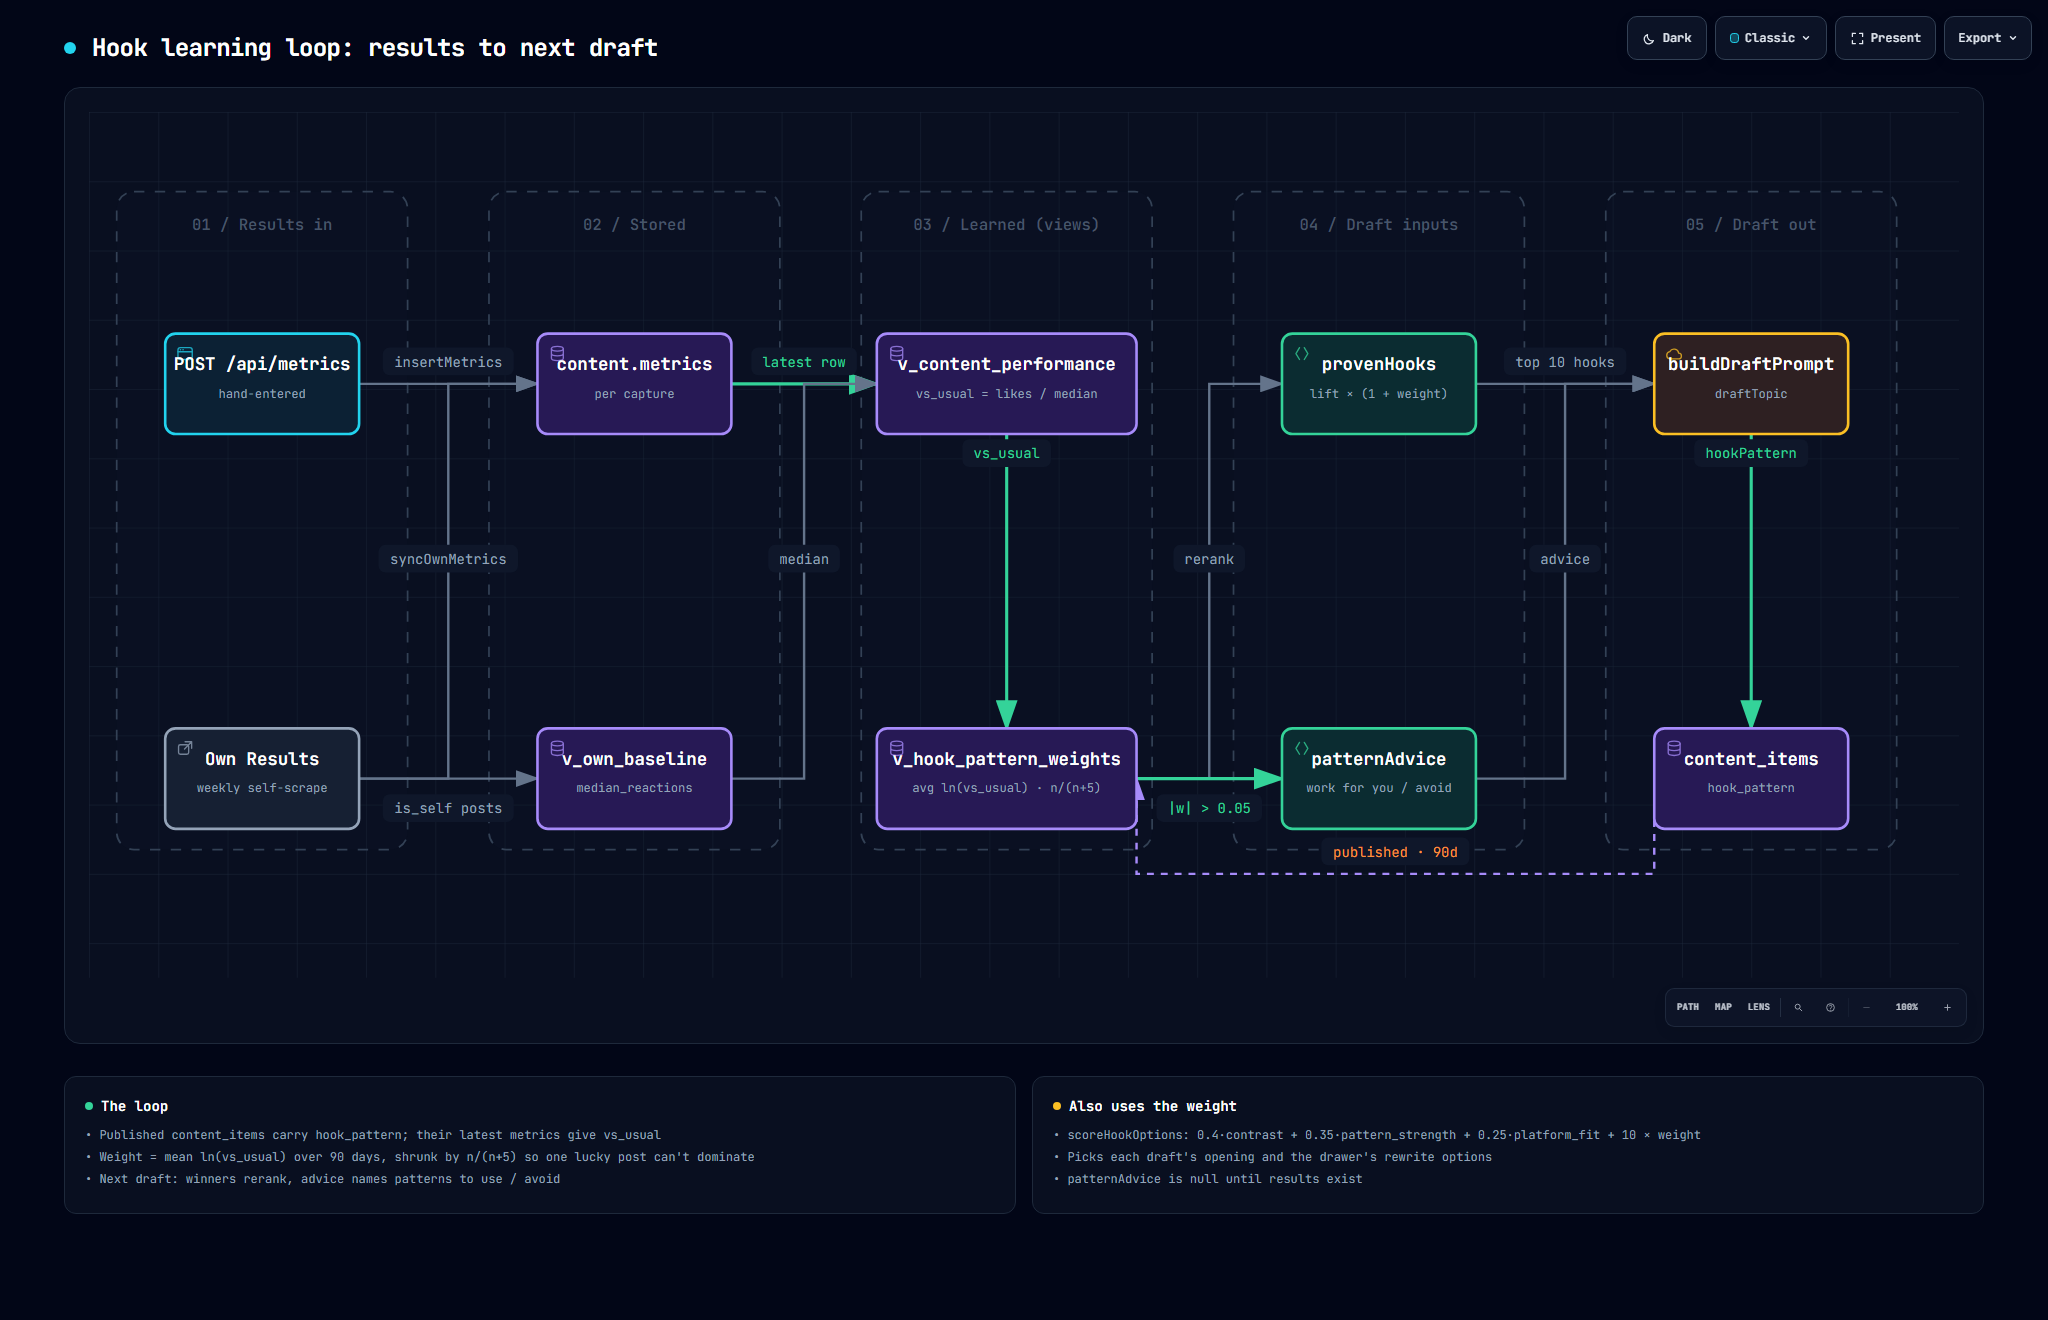 Hook learning loop: results to next draft
Dark
Classic
Present
Export
01 / Results in
02 / Stored
03 / Learned (views)
04 / Draft inputs
05 / Draft out
POST /api/metrics
hand-entered
insertMetrics
content.metrics
per capture
latest row
v_content_performance
vs_usual = likes / median
provenHooks
lift × (1 + weight)
top 10 hooks
buildDraftPrompt
draftTopic
vs_usual
hookPattern
syncOwnMetrics
median
rerank
advice
Own Results
weekly self-scrape
is_self posts
v_own_baseline
median_reactions
v_hook_pattern_weights
avg ln(vs_usual) · n/(n+5)
|w| > 0.05
patternAdvice
work for you / avoid
content_items
hook_pattern
published · 90d
PATH MAP LENS − 100% +
The loop
• Published content_items carry hook_pattern; their latest metrics give vs_usual
• Weight = mean ln(vs_usual) over 90 days, shrunk by n/(n+5) so one lucky post can't dominate
• Next draft: winners rerank, advice names patterns to use / avoid
Also uses the weight
• scoreHookOptions: 0.4·contrast + 0.35·pattern_strength + 0.25·platform_fit + 10 × weight
• Picks each draft's opening and the drawer's rewrite options
• patternAdvice is null until results exist